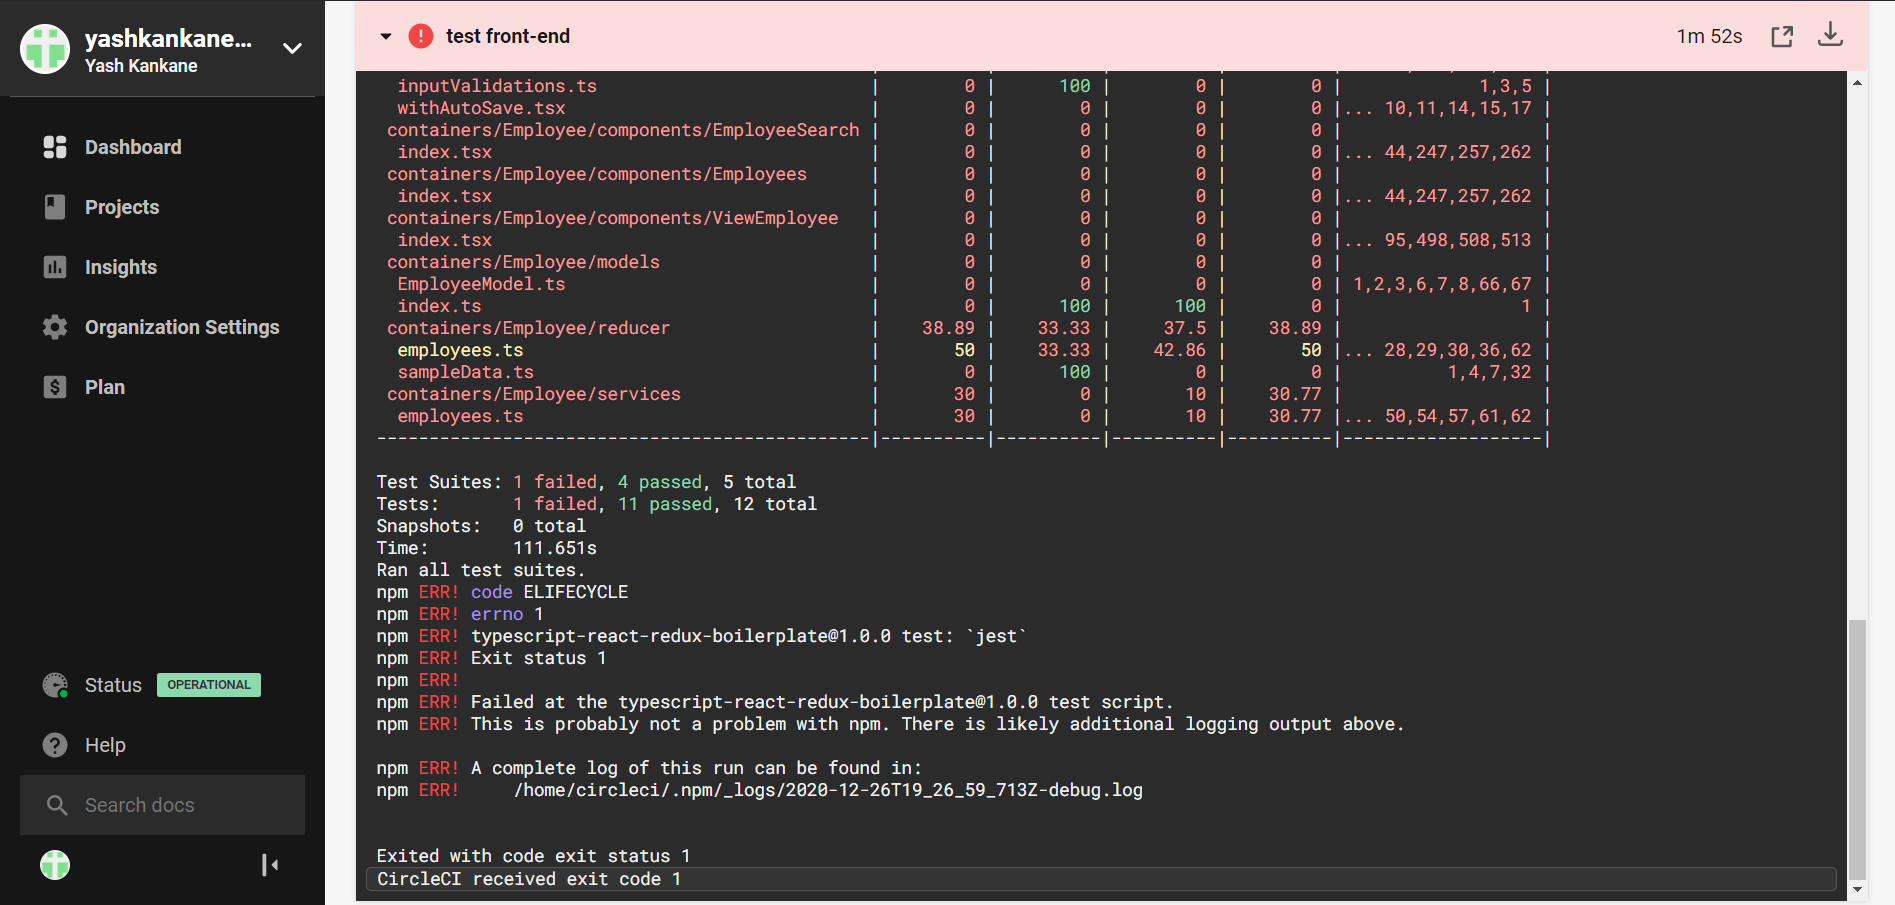 yashkankane...
Yash Kankane
Dashboard
Projects
Insights
Organization Settings
Plan
Status OPERATIONAL
Help
Search docs
test front-end 1m 52s
inputValidations.ts | 0 | 100 | 0 | 0 | 1,3,5 |
withAutoSave.tsx | 0 | 0 | 0 | 0 |... 10,11,14,15,17 |
containers/Employee/components/EmployeeSearch | 0 | 0 | 0 | 0 | |
index.tsx | 0 | 0 | 0 | 0 |... 44,247,257,262 |
containers/Employee/components/Employees | 0 | 0 | 0 | 0 | |
index.tsx | 0 | 0 | 0 | 0 |... 44,247,257,262 |
containers/Employee/components/ViewEmployee | 0 | 0 | 0 | 0 | |
index.tsx | 0 | 0 | 0 | 0 |... 95,498,508,513 |
containers/Employee/models | 0 | 0 | 0 | 0 | |
EmployeeModel.ts | 0 | 0 | 0 | 0 | 1,2,3,6,7,8,66,67 |
index.ts | 0 | 100 | 100 | 0 | 1 |
containers/Employee/reducer | 38.89 | 33.33 | 37.5 | 38.89 | |
employees.ts | 50 | 33.33 | 42.86 | 50 |... 28,29,30,36,62 |
sampleData.ts | 0 | 100 | 0 | 0 | 1,4,7,32 |
containers/Employee/services | 30 | 0 | 10 | 30.77 | |
employees.ts | 30 | 0 | 10 | 30.77 |... 50,54,57,61,62 |
-----------------------------------------------|----------|----------|----------|----------|-------------------|
Test Suites: 1 failed, 4 passed, 5 total
Tests: 1 failed, 11 passed, 12 total
Snapshots: 0 total
Time: 111.651s
Ran all test suites.
npm ERR! code ELIFECYCLE
npm ERR! errno 1
npm ERR! typescript-react-redux-boilerplate@1.0.0 test: `jest`
npm ERR! Exit status 1
npm ERR!
npm ERR! Failed at the typescript-react-redux-boilerplate@1.0.0 test script.
npm ERR! This is probably not a problem with npm. There is likely additional logging output above.
npm ERR! A complete log of this run can be found in:
npm ERR! /home/circleci/.npm/_logs/2020-12-26T19_26_59_713Z-debug.log
Exited with code exit status 1
CircleCI received exit code 1